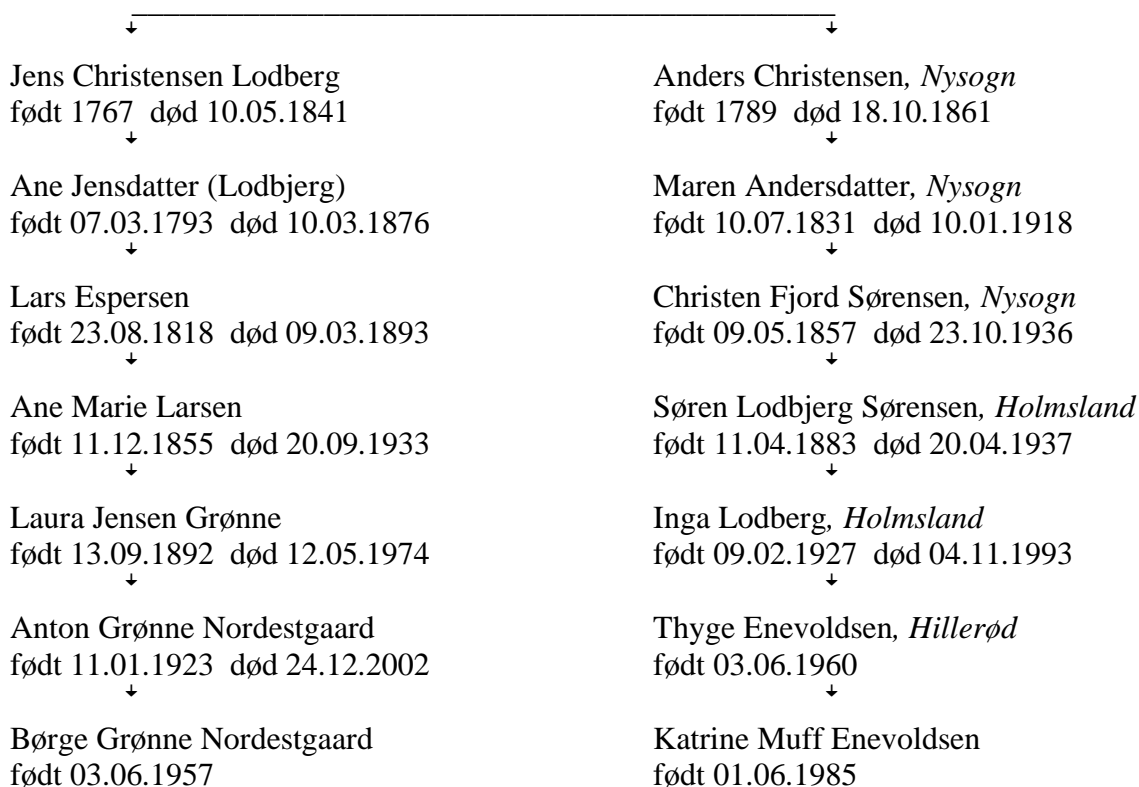 Jens Christensen Lodberg
født 1767 død 10.05.1841
Ane Jensdatter (Lodbjerg)
født 07.03.1793 død 10.03.1876
Lars Espersen
født 23.08.1818 død 09.03.1893
Ane Marie Larsen
født 11.12.1855 død 20.09.1933
Laura Jensen Grønne
født 13.09.1892 død 12.05.1974
Anton Grønne Nordestgaard
født 11.01.1923 død 24.12.2002
Børge Grønne Nordestgaard
født 03.06.1957
Anders Christensen, Nysogn
født 1789 død 18.10.1861
Maren Andersdatter, Nysogn
født 10.07.1831 død 10.01.1918
Christen Fjord Sørensen, Nysogn
født 09.05.1857 død 23.10.1936
Søren Lodbjerg Sørensen, Holmsland
født 11.04.1883 død 20.04.1937
Inga Lodberg, Holmsland
født 09.02.1927 død 04.11.1993
Thyge Enevoldsen, Hillerød
født 03.06.1960
Katrine Muff Enevoldsen
født 01.06.1985